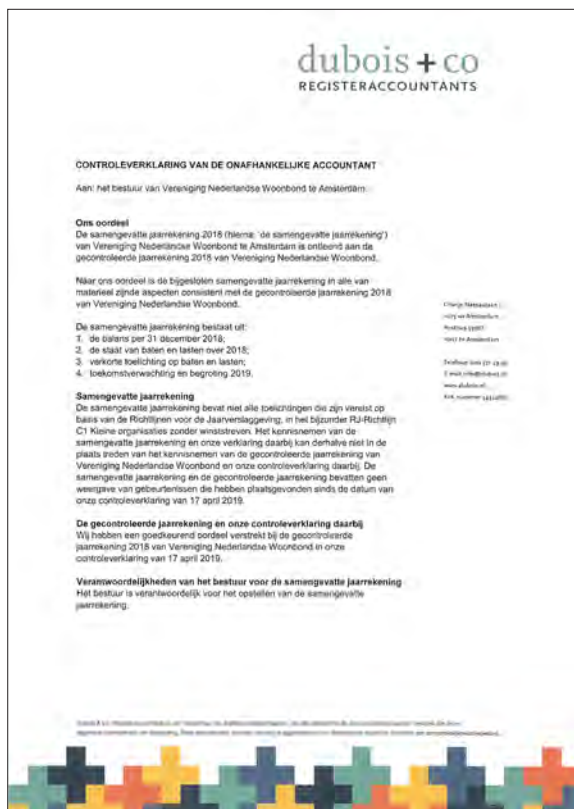 dubois + co
REGISTERACCOUNTANTS
CONTROLEVERKLARING VAN DE ONAFHANKELIJKE ACCOUNTANT
Aan: het bestuur van Vereniging Nederlandse Woonbond te Amsterdam.
Ons oordeel
De samengevatte jaarrekening 2018 (hierna: 'de samengevatte jaarrekening')
van Vereniging Nederlandse Woonbond te Amsterdam is ontleend aan de
gecontroleerde jaarrekening 2018 van Vereniging Nederlandse Woonbond.
Naar ons oordeel is de bijgesloten samengevatte jaarrekening in alle van
materieel zijnde aspecten consistent met de gecontroleerde jaarrekening 2018
van Vereniging Nederlandse Woonbond.
De samengevatte jaarrekening bestaat uit:
1. de balans per 31 december 2018;
2. de staat van baten en lasten over 2018;
3. verkorte toelichting op baten en lasten;
4. toekomstverwachting en begroting 2019.
Samengevatte jaarrekening
De samengevatte jaarrekening bevat niet alle toelichtingen die zijn vereist op
basis van de Richtlijnen voor de Jaarverslaggeving, in het bijzonder RJ-Richtlijn
C1 Kleine organisaties zonder winststreven. Het kennisnemen van de
samengevatte jaarrekening en onze verklaring daarbij kan derhalve niet in de
plaats treden van het kennisnemen van de gecontroleerde jaarrekening van
Vereniging Nederlandse Woonbond en onze controleverklaring daarbij. De
samengevatte jaarrekening en de gecontroleerde jaarrekening bevatten geen
weergave van gebeurtenissen die hebben plaatsgevonden sinds de datum van
onze controleverklaring van 17 april 2019.
De gecontroleerde jaarrekening en onze controleverklaring daarbij
Wij hebben een goedkeurend oordeel verstrekt bij de gecontroleerde
jaarrekening 2018 van Vereniging Nederlandse Woonbond in onze
controleverklaring van 17 april 2019.
Verantwoordelijkheden van het bestuur voor de samengevatte jaarrekening
Het bestuur is verantwoordelijk voor het opstellen van de samengevatte
jaarrekening.
Amsterdam
Postbus
Amsterdam
Telefoon
E-mail